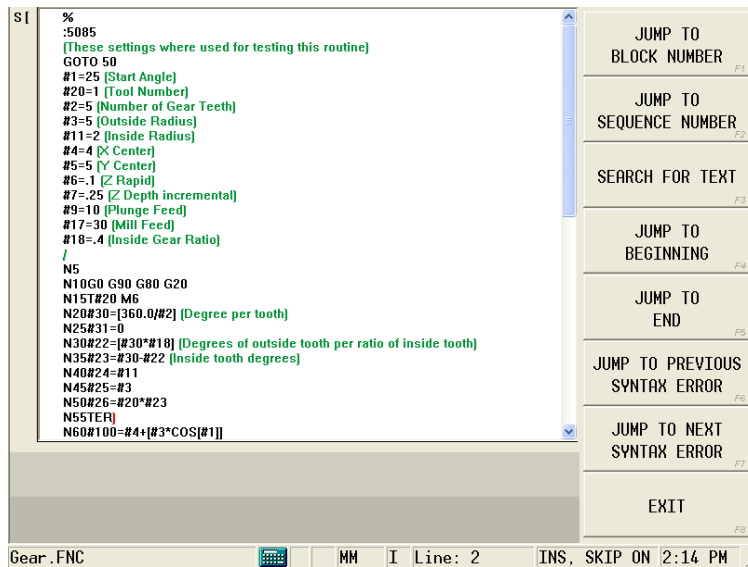 S[
%
:5085
(These settings where used for testing this routine)
GOTO 50
#1=25 (Start Angle)
#20=1 (Tool Number)
#2=5 (Number of Gear Teeth)
#3=5 (Outside Radius)
#11=2 (Inside Radius)
#4=4 (X Center)
#5=5 (Y Center)
#6=.1 (Z Rapid)
#7=.25 (Z Depth incremental)
#9=10 (Plunge Feed)
#17=30 (Mill Feed)
#18=.4 (Inside Gear Ratio)
/
N5
N10G0 G90 G80 G20
N15T#20 M6
N20#30=[360.0/#2] (Degree per tooth)
N25#31=0
N30#22=[#30*#18] (Degrees of outside tooth per ratio of inside tooth)
N35#23=#30-#22 (Inside tooth degrees)
N40#24=#11
N45#25=#3
N50#26=#20*#23
N55TER)
N60#100=#4+[#3*COS[#1]]
JUMP TO
BLOCK NUMBER
F1
JUMP TO
SEQUENCE NUMBER
F2
SEARCH FOR TEXT
F3
JUMP TO
BEGINNING
F4
JUMP TO
END
F5
JUMP TO PREVIOUS
SYNTAX ERROR
F6
JUMP TO NEXT
SYNTAX ERROR
F7
EXIT
F8
Gear.FNC MM I Line: 2 INS, SKIP ON 2:14 PM